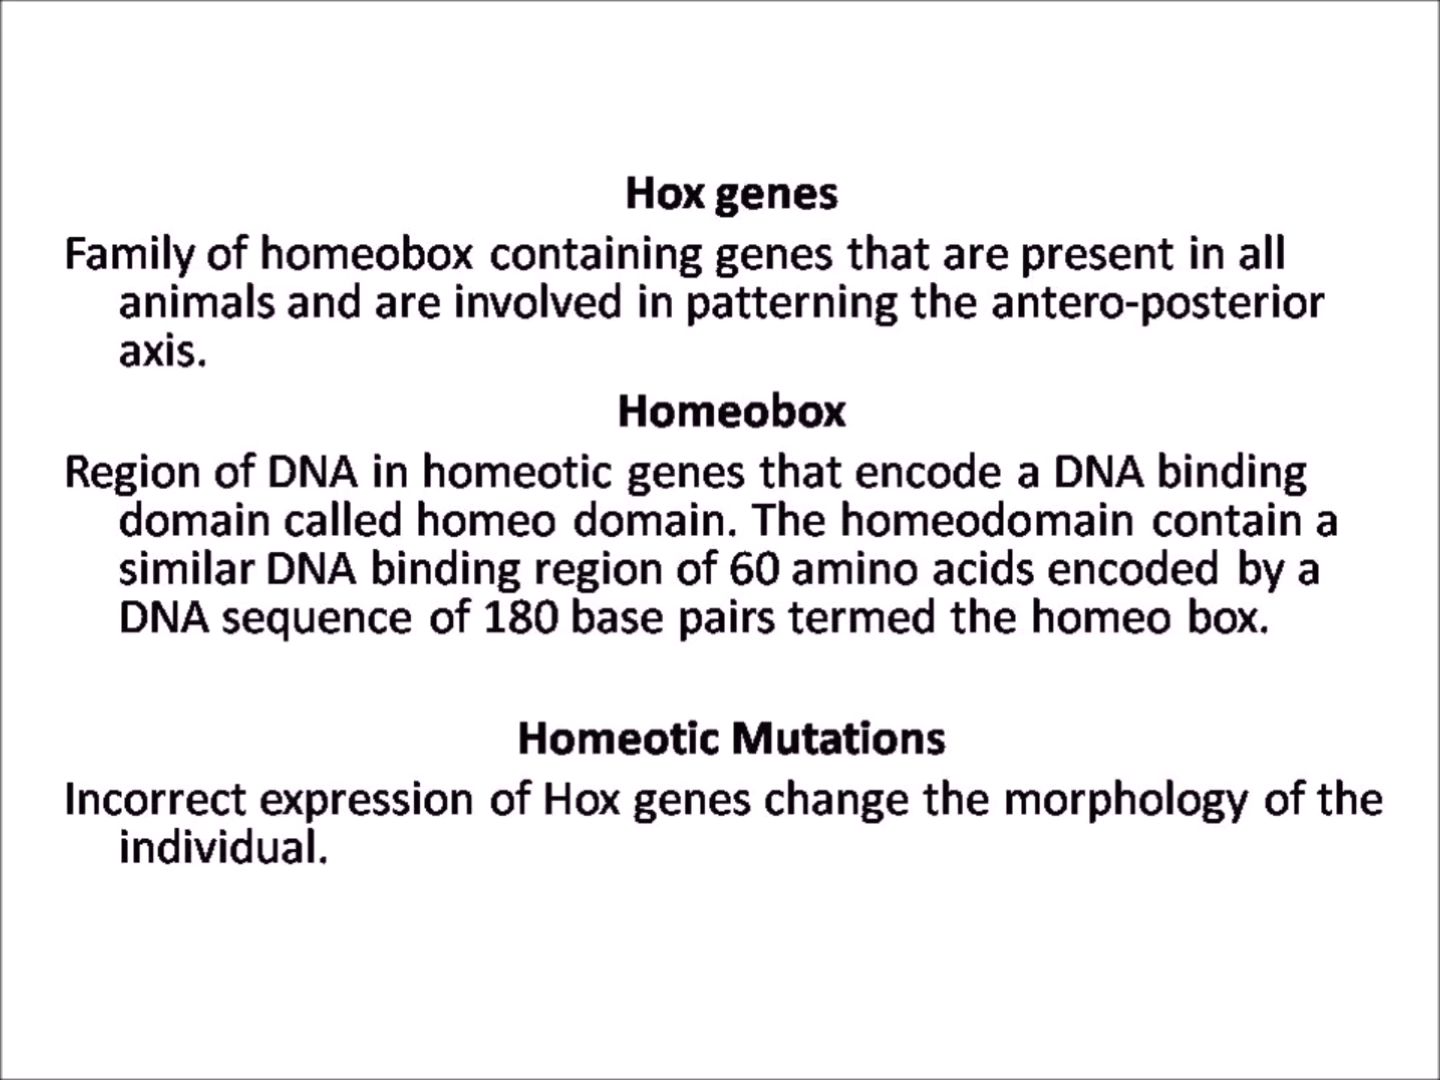 Hox genes
Family of homeobox containing genes that are present in all
animals and are involved in patterning the antero-posterior
axis.
Homeobox
Region of DNA in homeotic genes that encode a DNA binding
domain called homeo domain. The homeodomain contain a
similar DNA binding region of 60 amino acids encoded by a
DNA sequence of 180 base pairs termed the homeo box.
Homeotic Mutations
Incorrect expression of Hox genes change the morphology of the
individual.